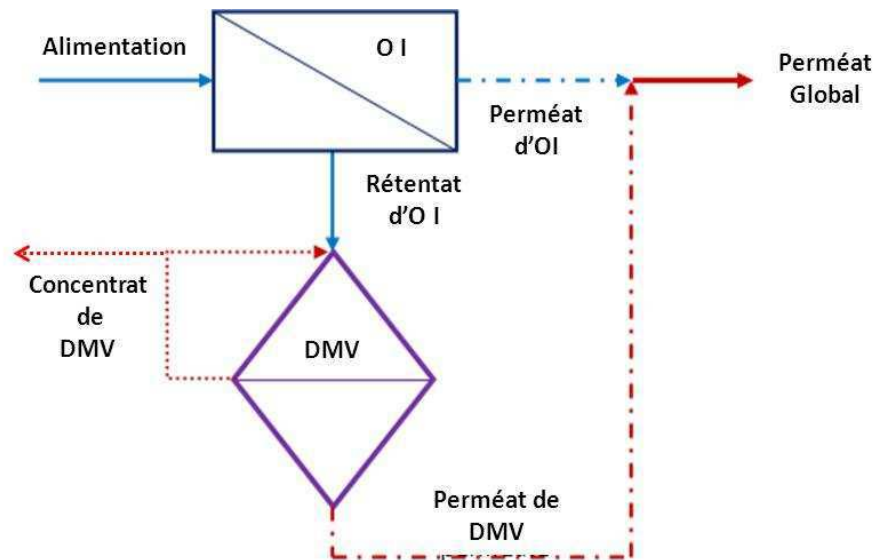 Alimentation
O I
Perméat
Global
Perméat
d’OI
Rétentat
d’O I
Concentrat
de
DMV
DMV
Perméat de
DMV